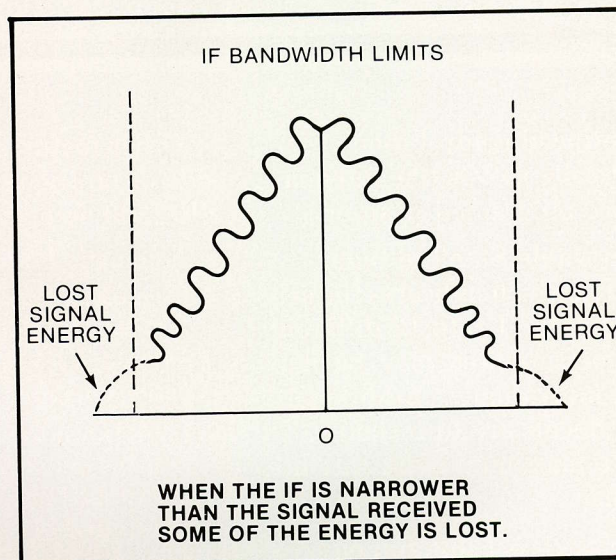 IF BANDWIDTH LIMITS
LOST
SIGNAL
ENERGY
LOST
SIGNAL
ENERGY
O
WHEN THE IF IS NARROWER
THAN THE SIGNAL RECEIVED
SOME OF THE ENERGY IS LOST.